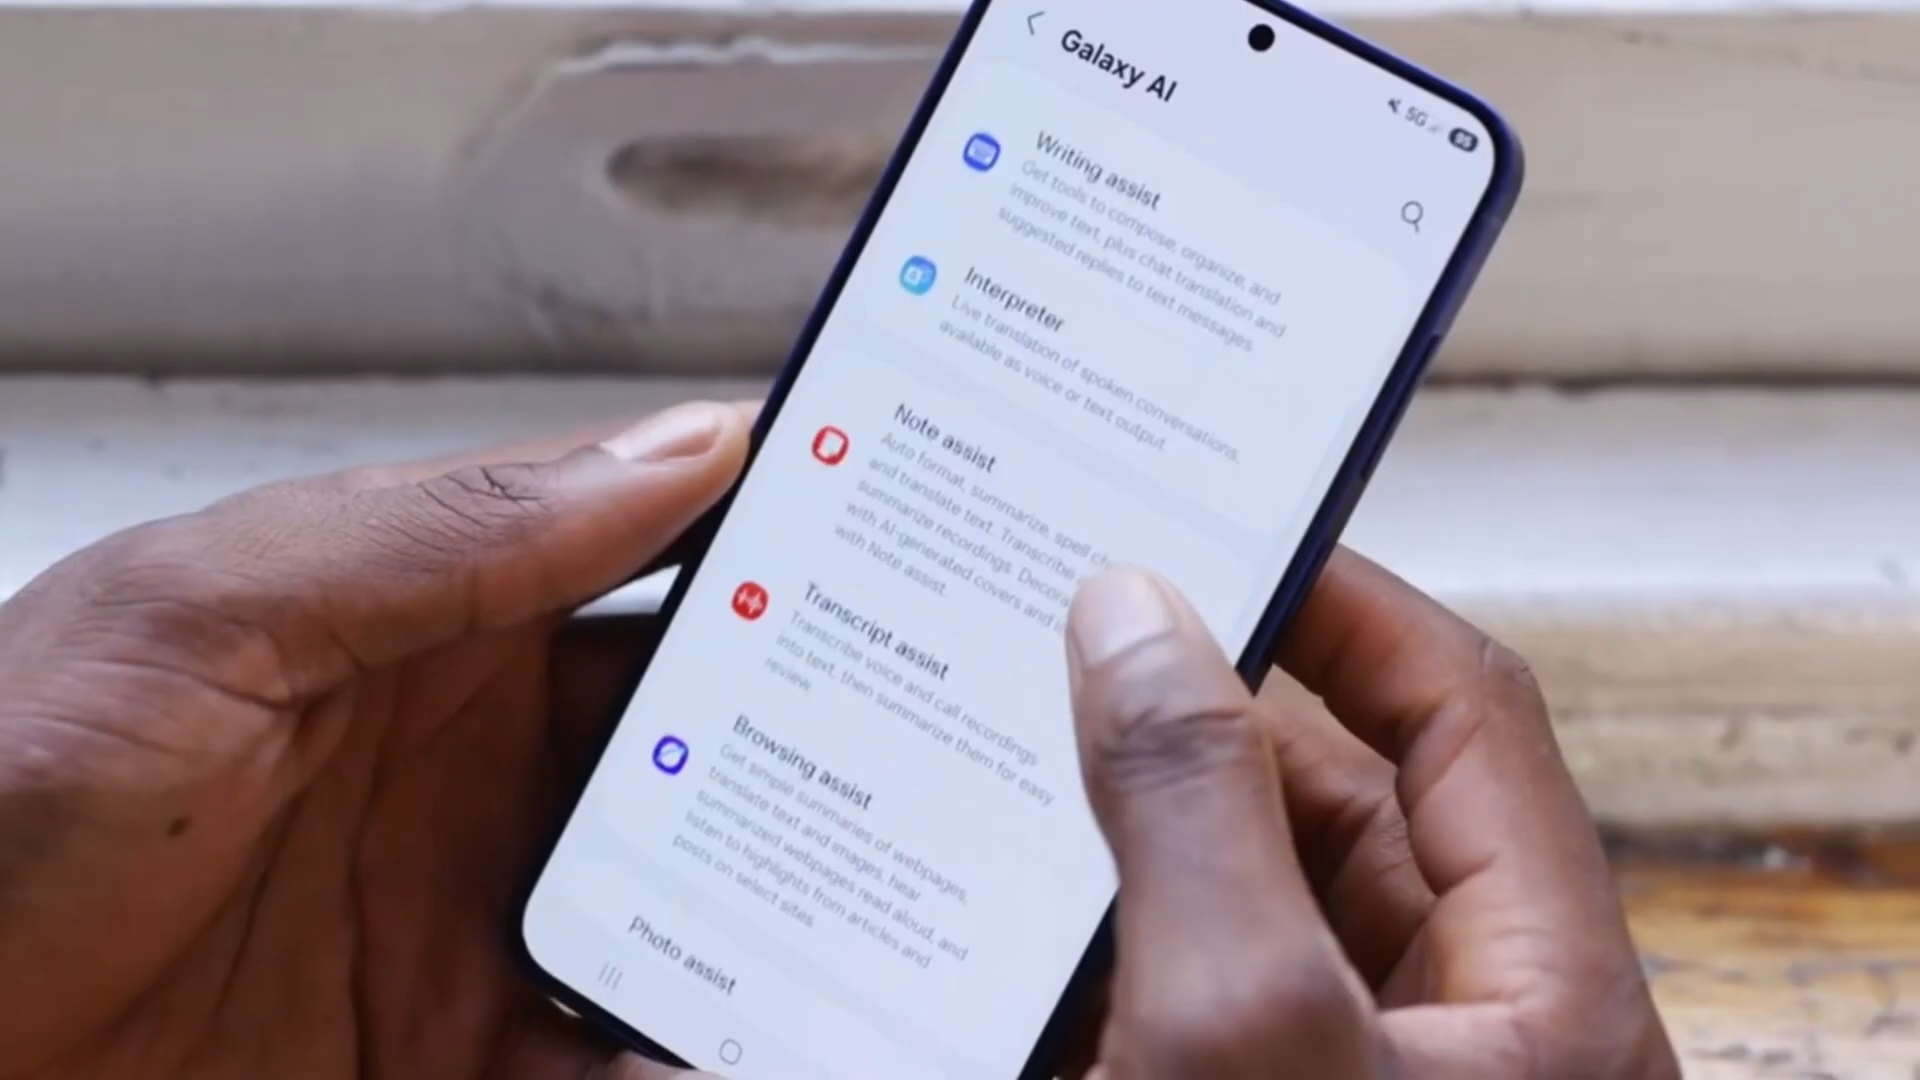 Galaxy AI
5G
Writing assist
Get tools to compose, organize, and
improve text, plus chat translation and
suggested replies to text messages.
Interpreter
Live translation of spoken conversations,
available as voice or text output.
Note assist
Auto format, summarize, spell
and translate text. Transcribe
summarize recordings.
with AI-generated covers and
with Note assist.
Transcript assist
Transcribe voice and call recordings
into text, then summarize them for easy
review.
Browsing assist
Get simple summaries of webpages,
translate text and images, hear
summarized webpages read aloud, and
listen to highlights from articles and
posts on select sites.
Photo assist